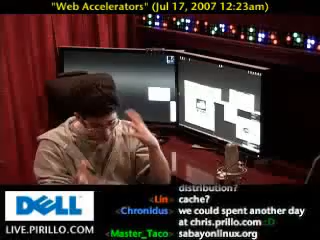 "Web Accelerators" (Jul 17, 2007 12:23am)
DELL
LIVE.PIRILLO.COM
distribution?
<Lin> cache?
<Chronidus> we could spent another day
at chris.pirillo.com :D
<Master_Taco> sabayonlinux.org